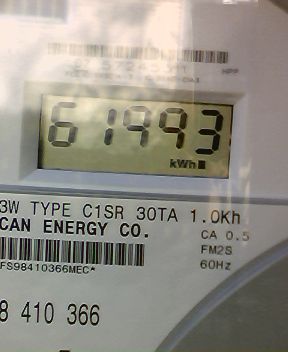 61993
kWh
3W TYPE C1SR 30TA 1.0Kh
CAN ENERGY CO.
CA 0.5
FM2S
60Hz
FS98410366MEC*
8 410 366